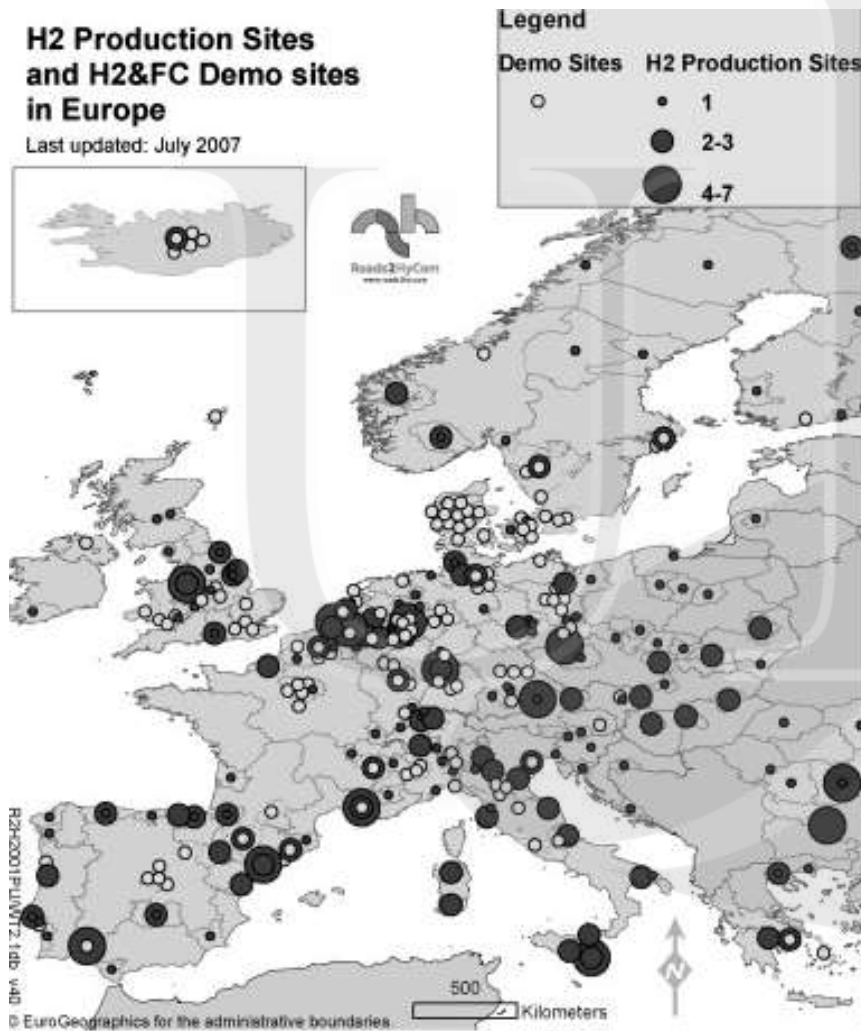 H2 Production Sites
and H2&FC Demo sites
in Europe
Last updated: July 2007
Legend
Demo Sites H2 Production Sites
1
2-3
4-7
Roads2HyCom
500
Kilometers
N
© EuroGeographics for the administrative boundaries.